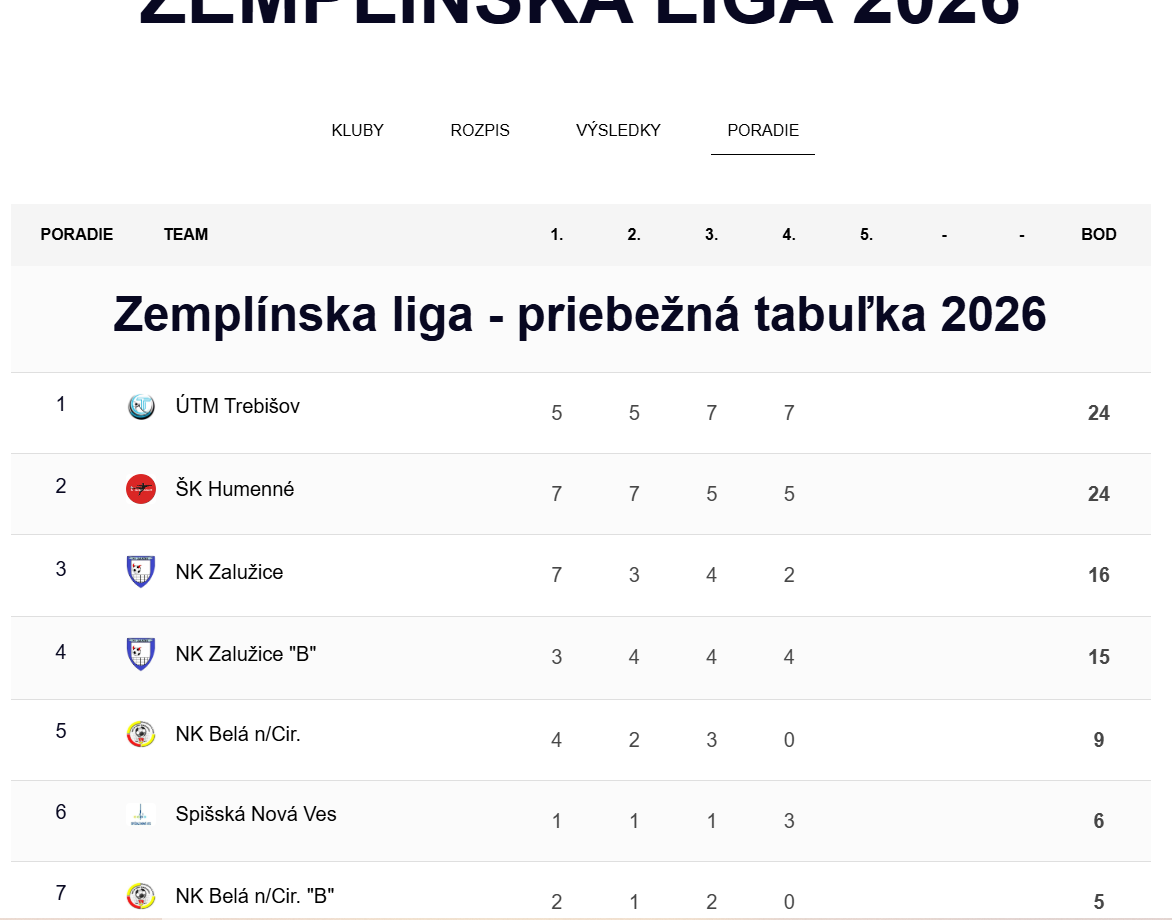 ZEMPLÍNSKA LIGA 2026
KLUBY ROZPIS VÝSLEDKY PORADIE
PORADIE TEAM 1. 2. 3. 4. 5. - - BOD
Zemplínska liga - priebežná tabuľka 2026
1 ÚTM Trebišov 5 5 7 7 24
2 ŠK Humenné 7 7 5 5 24
3 NK Zalužice 7 3 4 2 16
4 NK Zalužice "B" 3 4 4 4 15
5 NK Belá n/Cir. 4 2 3 0 9
6 Spišská Nová Ves 1 1 1 3 6
7 NK Belá n/Cir. "B" 2 1 2 0 5